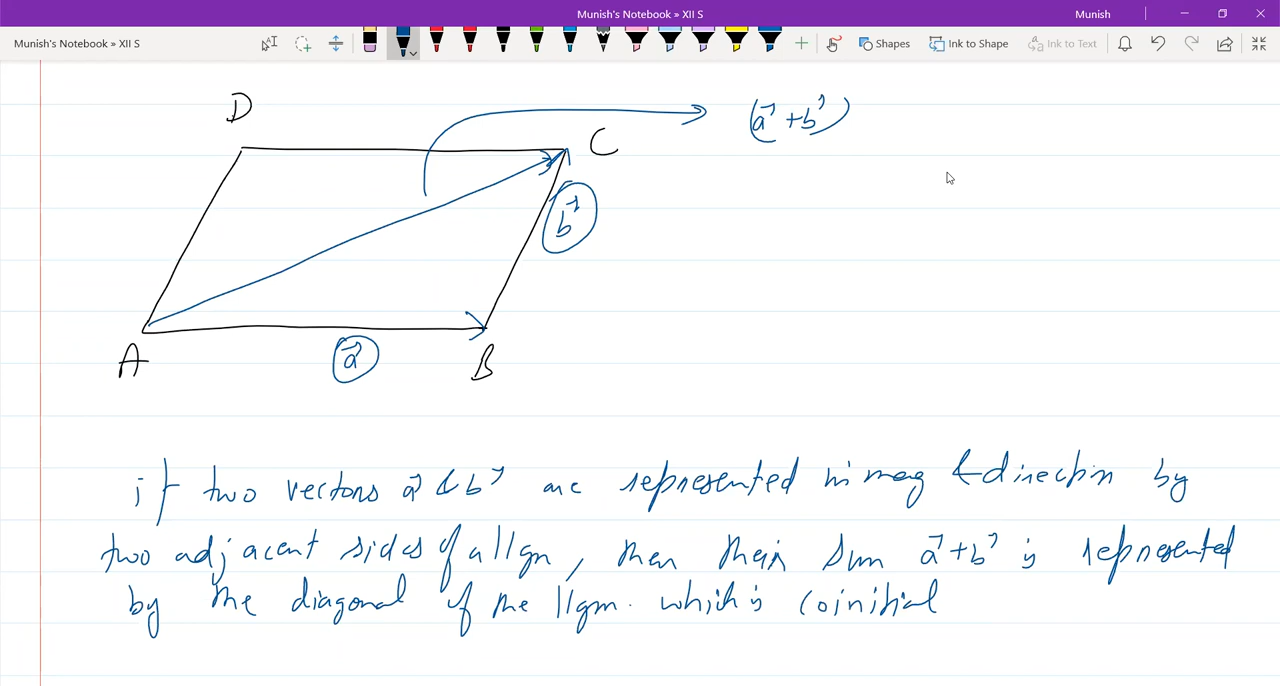 Munish's Notebook » XII S
Munish
Munish's Notebook » XII S
Shapes
Ink to Shape
Ink to Text
D
C
(a⃗ + b⃗)
b⃗
A
a⃗
B
if two vectors a⃗ & b⃗ are represented in mag & direction by
two adjacent sides of a llgm, then their sum a⃗ + b⃗ is represented
by the diagonal of the llgm. which is coinitial